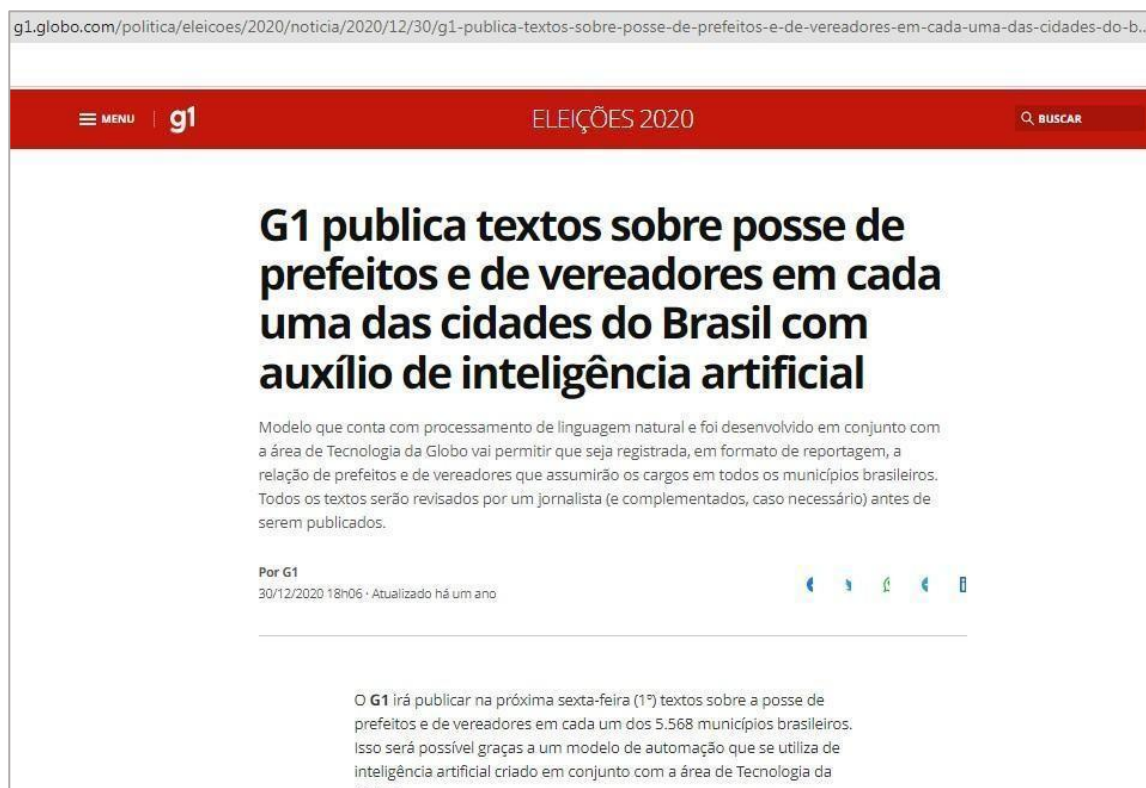 g1.globo.com/politica/eleicoes/2020/noticia/2020/12/30/g1-publica-textos-sobre-posse-de-prefeitos-e-de-vereadores-em-cada-uma-das-cidades-do-b...
MENU
g1
ELEIÇÕES 2020
BUSCAR
G1 publica textos sobre posse de
prefeitos e de vereadores em cada
uma das cidades do Brasil com
auxílio de inteligência artificial
Modelo que conta com processamento de linguagem natural e foi desenvolvido em conjunto com
a área de Tecnologia da Globo vai permitir que seja registrada, em formato de reportagem, a
relação de prefeitos e de vereadores que assumirão os cargos em todos os municípios brasileiros.
Todos os textos serão revisados por um jornalista (e complementados, caso necessário) antes de
serem publicados.
Por G1
30/12/2020 18h06 · Atualizado há um ano
O G1 irá publicar na próxima sexta-feira (1º) textos sobre a posse de
prefeitos e de vereadores em cada um dos 5.568 municípios brasileiros.
Isso será possível graças a um modelo de automação que se utiliza de
inteligência artificial criado em conjunto com a área de Tecnologia da